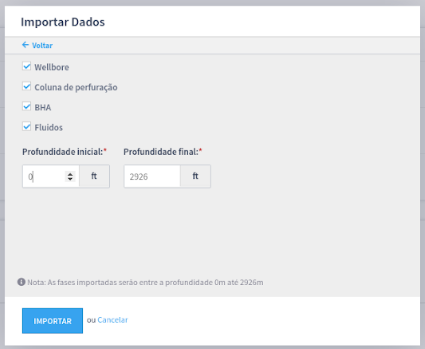 Importar Dados
← Voltar
Wellbore
Coluna de perfuração
BHA
Fluidos
Profundidade inicial:* Profundidade final:*
0 ft 2926 ft
Nota: As fases importadas serão entre a profundidade 0m até 2926m
IMPORTAR ou Cancelar